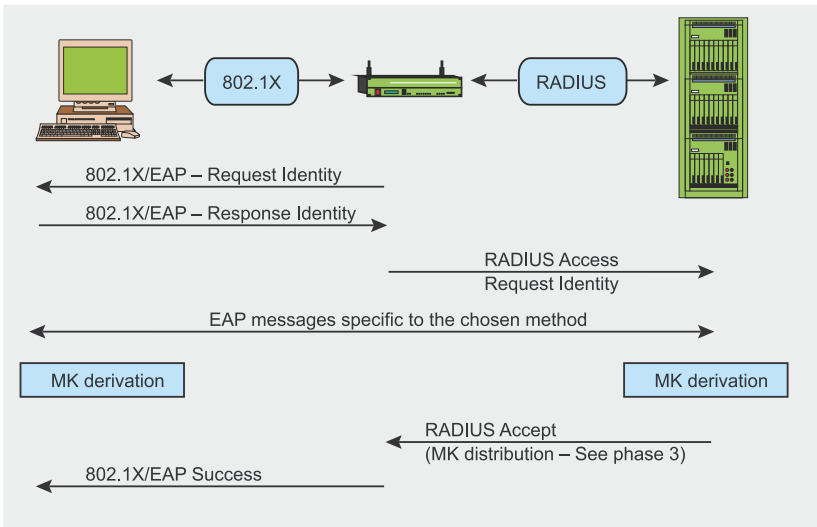 802.1X
RADIUS
802.1X/EAP – Request Identity
802.1X/EAP – Response Identity
RADIUS Access
Request Identity
EAP messages specific to the chosen method
MK derivation
MK derivation
RADIUS Accept
(MK distribution – See phase 3)
802.1X/EAP Success